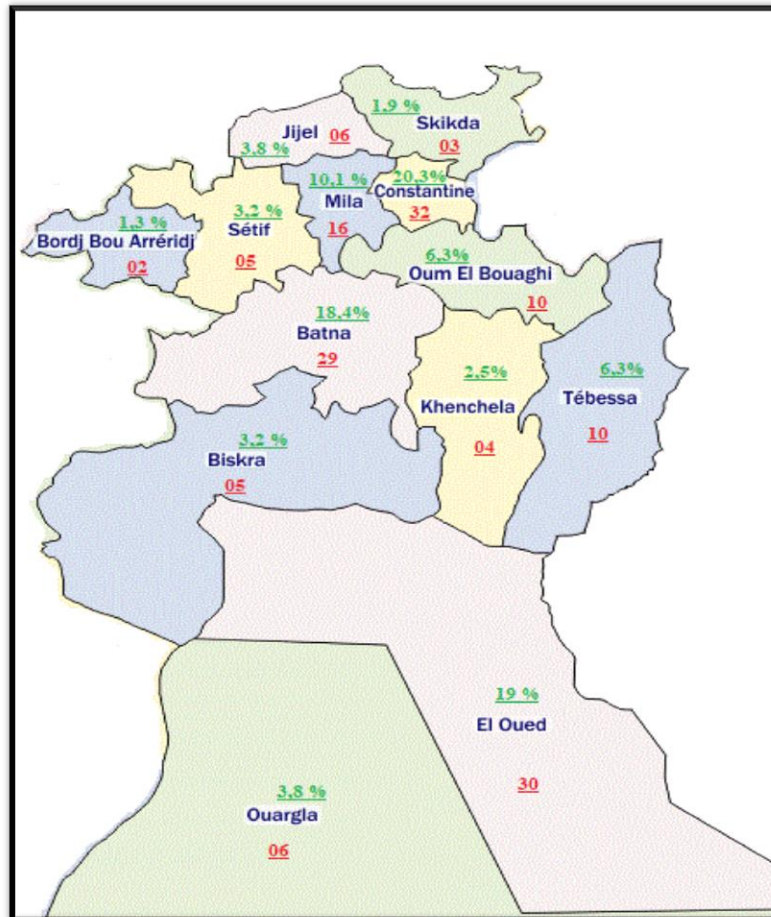 1,9 %
Skikda
03
Jijel 06
3,8 %
10,1 %
Mila
16
20,3%
Constantine
32
1,3 %
Bordj Bou Arréridj
02
3,2 %
Sétif
05
6,3%
Oum El Bouaghi
10
18,4%
Batna
29
2,5%
Khenchela
04
6,3%
Tébessa
10
3,2 %
Biskra
05
19 %
El Oued
30
3,8 %
Ouargla
06